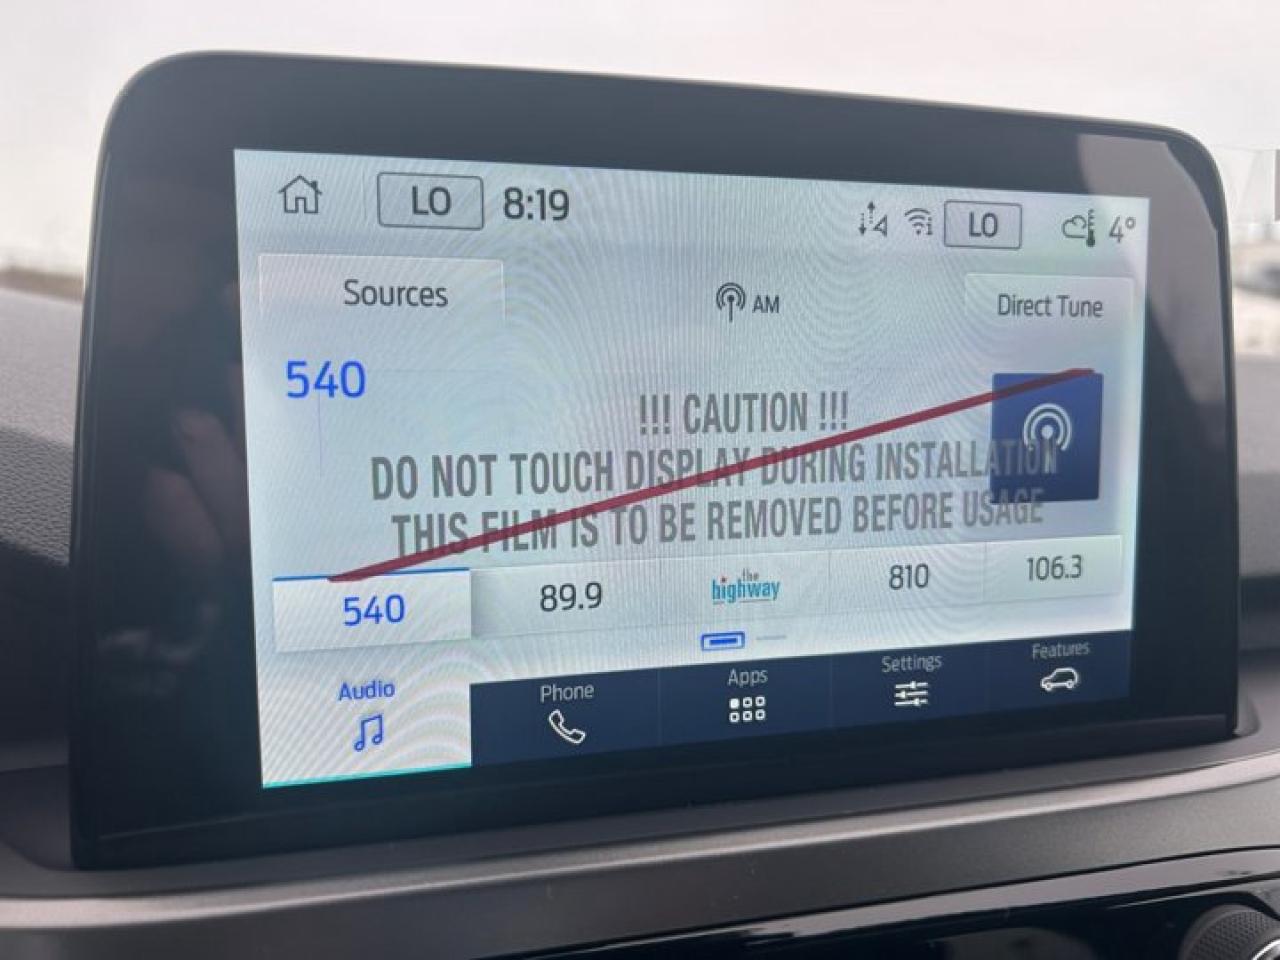 LO 8:19 LO 4°
Sources AM Direct Tune
540
!!! CAUTION !!!
DO NOT TOUCH DISPLAY DURING INSTALLATION
THIS FILM IS TO BE REMOVED BEFORE USAGE
540 89.9 the highway 810 106.3
Audio Phone Apps Settings Features